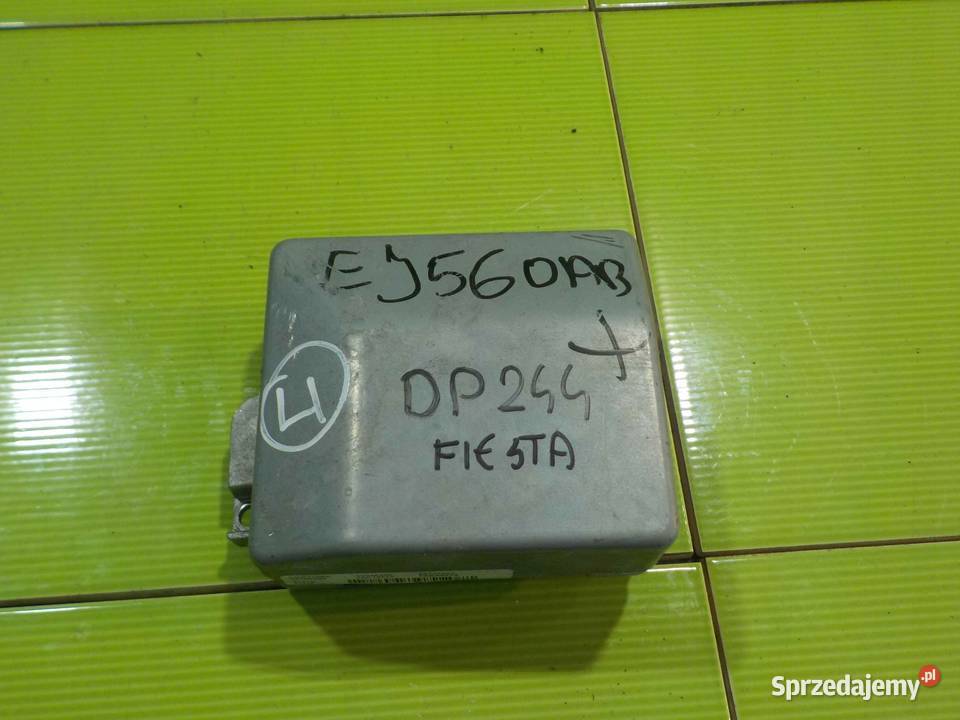 EJ560AB
+
4
DP244
FIESTA
Sprzedajemy.pl